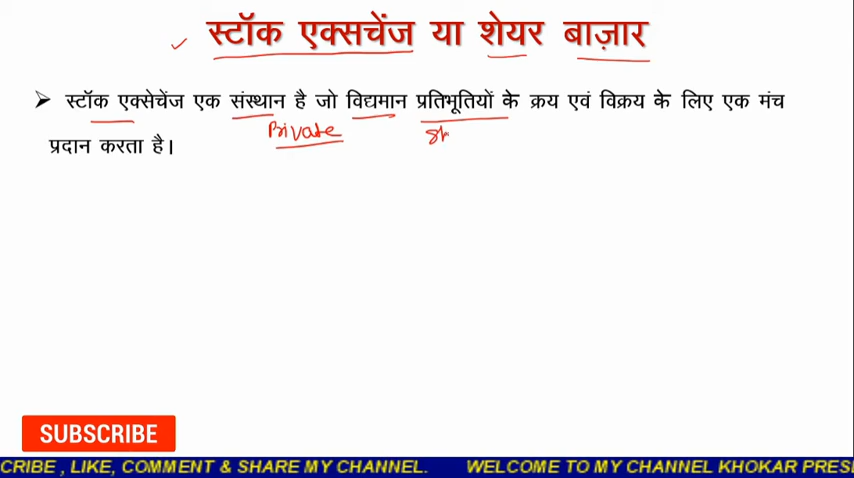 स्टॉक एक्सचेंज या शेयर बाज़ार
स्टॉक एक्सेचेंज एक संस्थान है जो विद्यमान प्रतिभूतियों के क्रय एवं विक्रय के लिए एक मंच
Private
प्रदान करता है।
SUBSCRIBE
CRIBE , LIKE, COMMENT & SHARE MY CHANNEL. WELCOME TO MY CHANNEL KHOKAR PRES